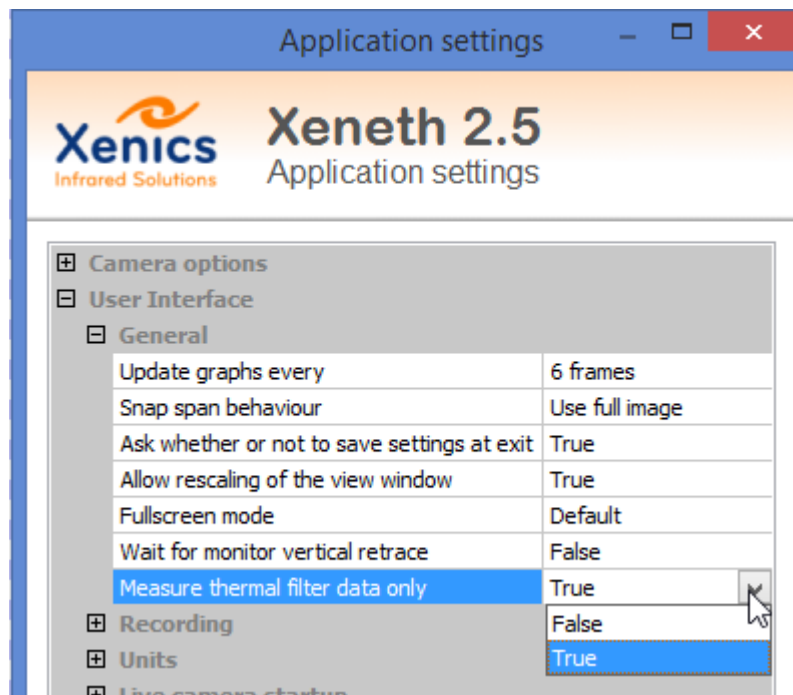 Application settings
Xenics
Infrared Solutions
Xeneth 2.5
Application settings
Camera options
User Interface
General
Update graphs every 6 frames
Snap span behaviour Use full image
Ask whether or not to save settings at exit True
Allow rescaling of the view window True
Fullscreen mode Default
Wait for monitor vertical retrace False
Measure thermal filter data only True
Recording False
Units True
Live camera startup